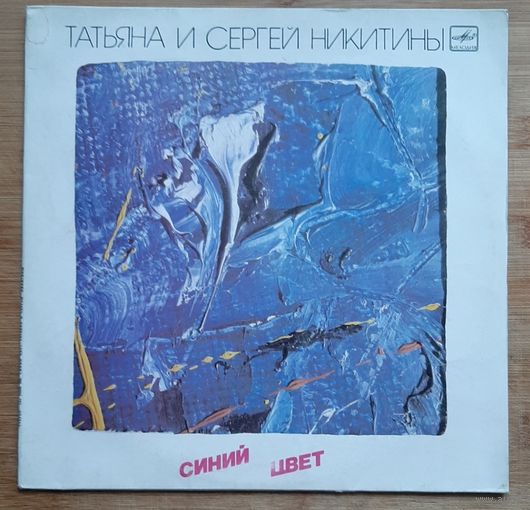 ТАТЬЯНА И СЕРГЕЙ НИКИТИНЫ
МЕЛОДИЯ
СИНИЙ ЦВЕТ